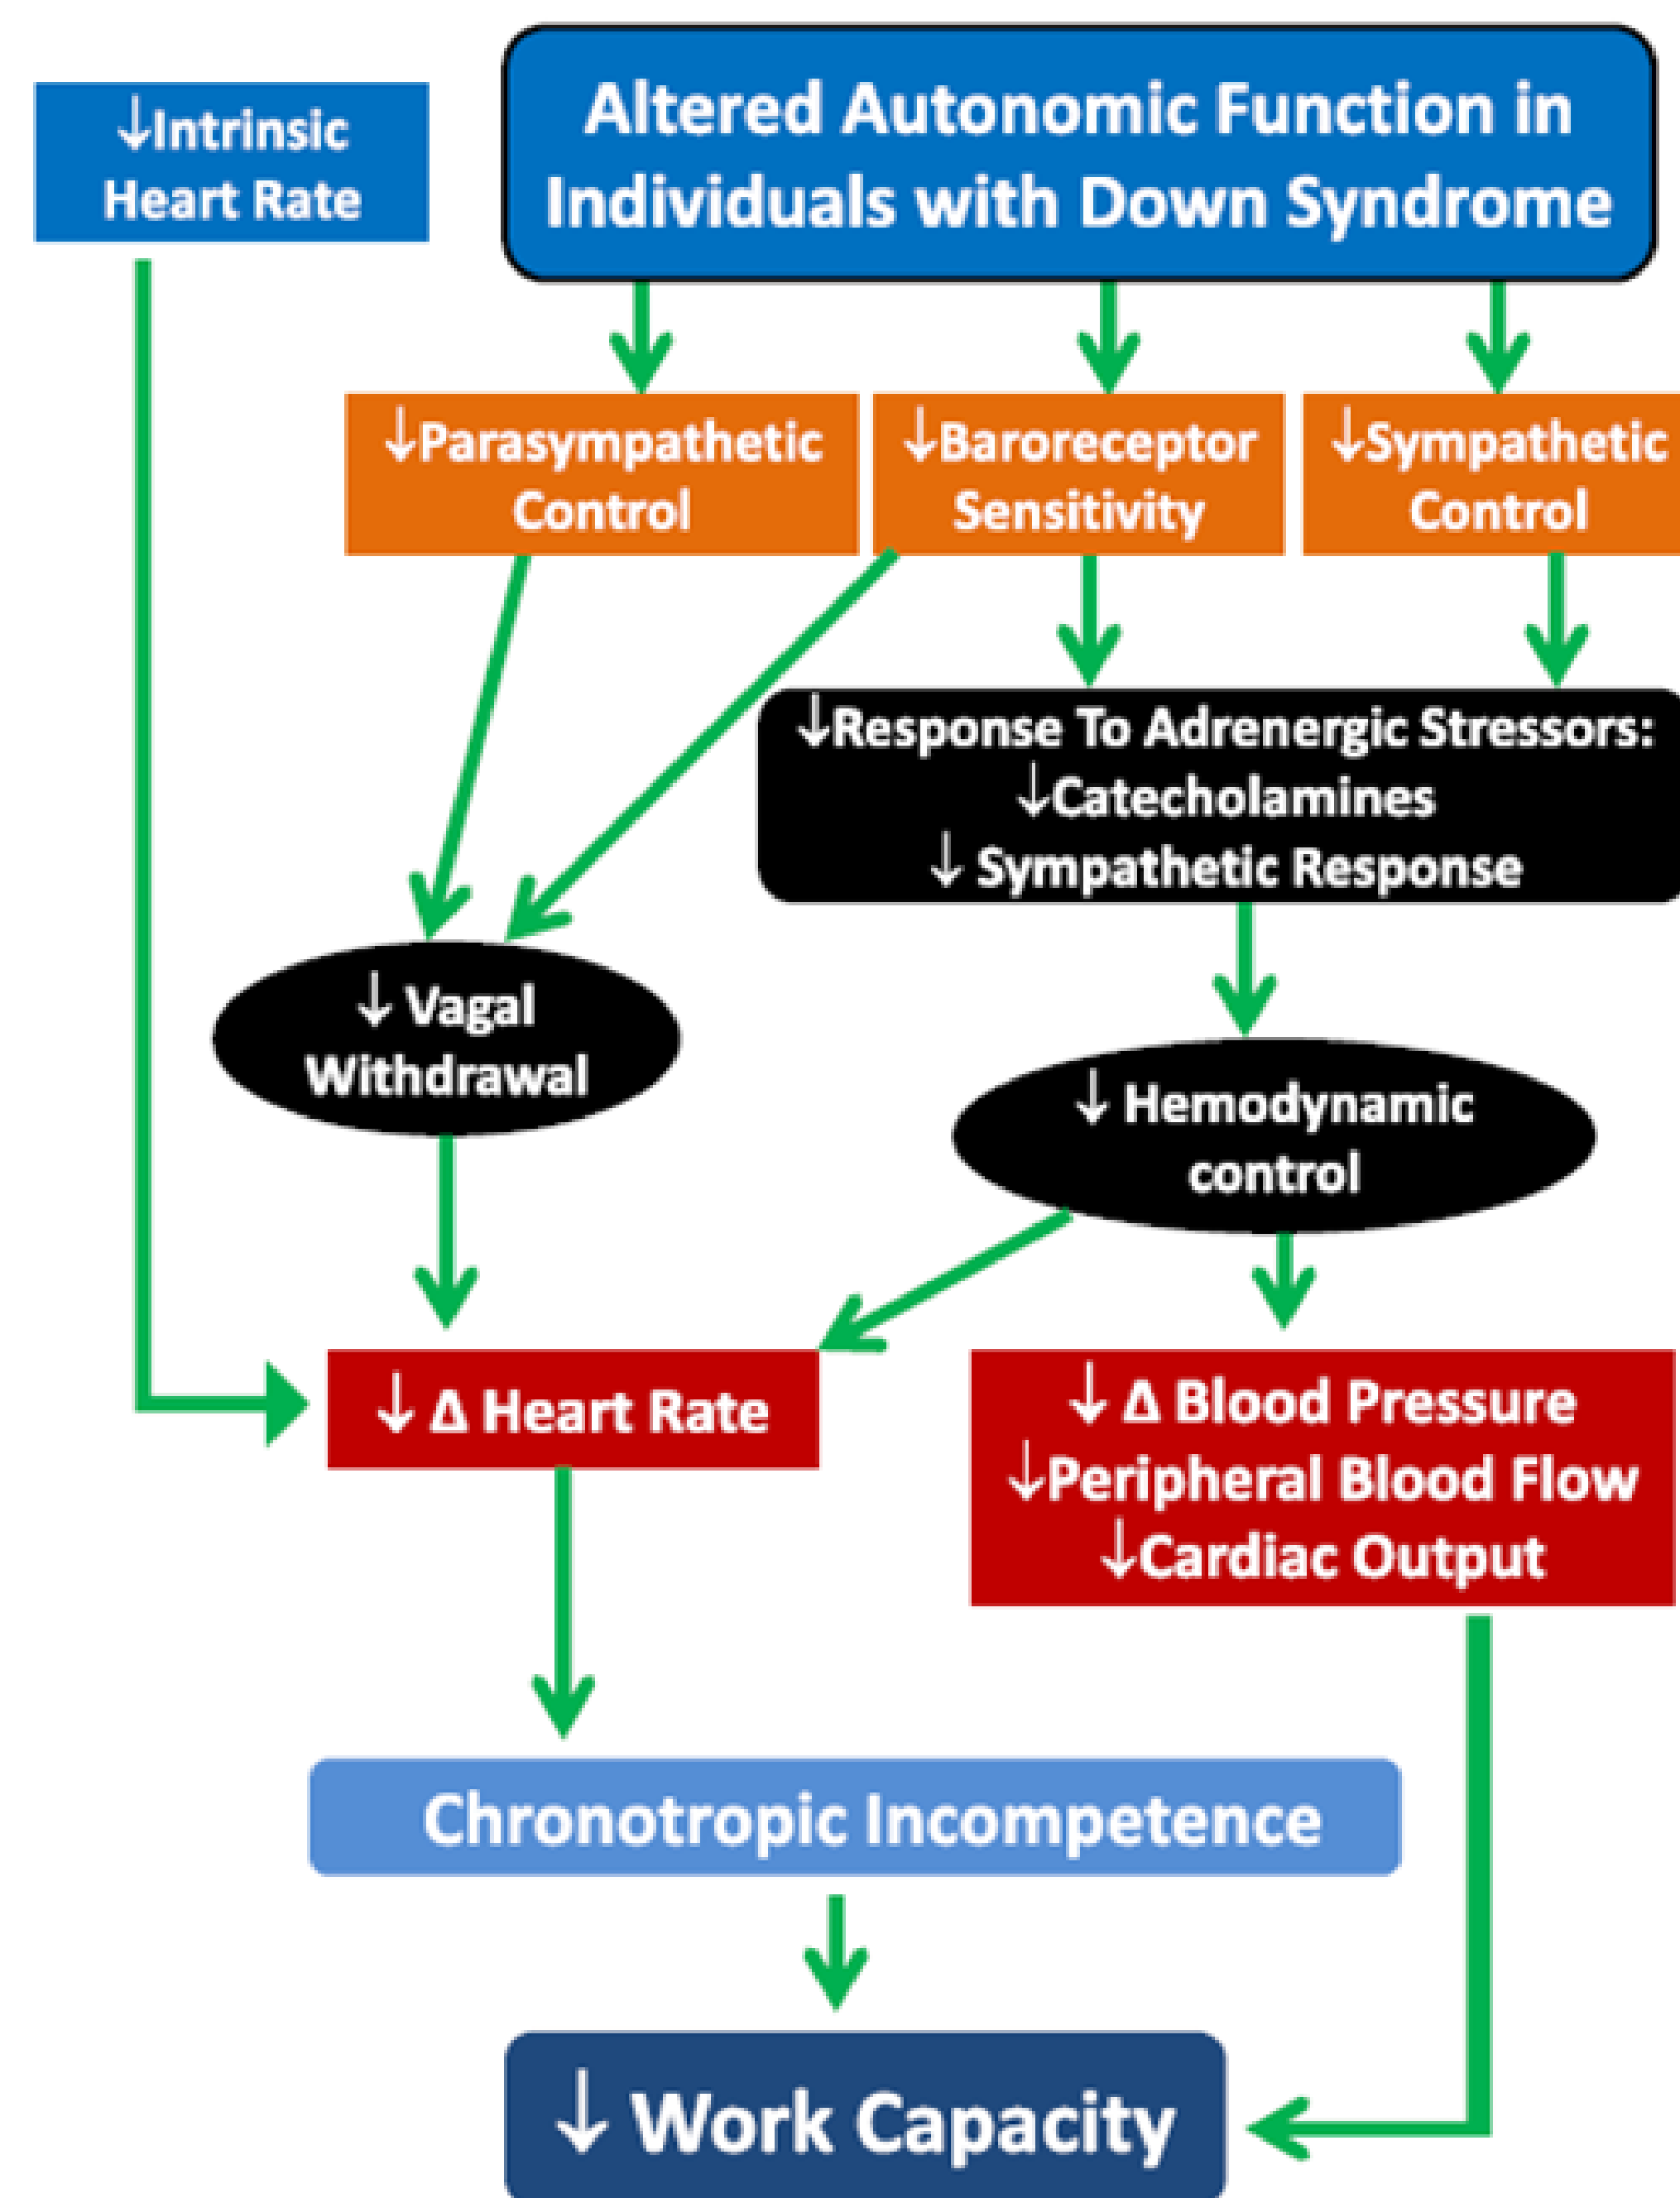 ↓Intrinsic
Heart Rate
Altered Autonomic Function in
Individuals with Down Syndrome
↓Parasympathetic
Control
↓Baroreceptor
Sensitivity
↓Sympathetic
Control
↓Response To Adrenergic Stressors:
↓Catecholamines
↓ Sympathetic Response
↓ Vagal
Withdrawal
↓ Hemodynamic
control
↓ Δ Heart Rate
↓ Δ Blood Pressure
↓Peripheral Blood Flow
↓Cardiac Output
Chronotropic Incompetence
↓ Work Capacity